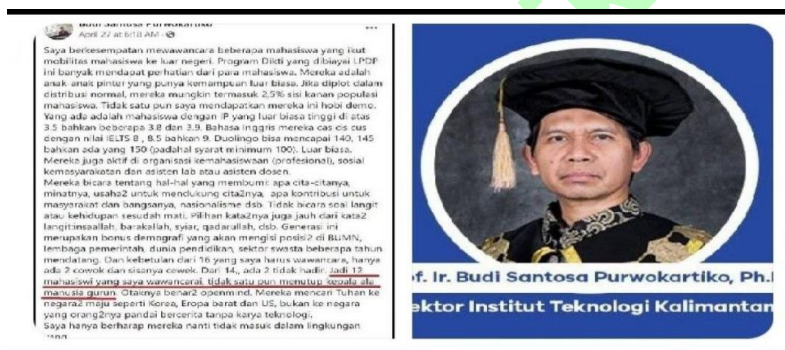 Budi Santosa Purwokartiko
April 27 at 6:18 AM
Saya berkesempatan mewawancara beberapa mahasiswa yang ikut
mobilitas mahasiswa ke luar negeri. Program Dikti yang dibiayai LPDP
ini banyak mendapat perhatian dari para mahasiswa. Mereka adalah
anak-anak pinter yang punya kemampuan luar biasa. Jika diplot dalam
distribusi normal, mereka mungkin termasuk 2,5% sisi kanan populasi
mahasiswa. Tidak satu pun saya mendapatkan mereka ini hobi demo.
Yang ada adalah mahasiswa dengan IP yang luar biasa tinggi di atas
3.5 bahkan beberapa 3.8 dan 3.9. Bahasa Inggris mereka cas cis cus
dengan nilai IELTS 8, 8.5 bahkan 9. Duolingo bisa mencapai 140, 145
bahkan ada yang 150 (padahal syarat minimum 100). Luar biasa.
Mereka juga aktif di organisasi kemahasiswaan (profesional), sosial
kemasyarakatan dan asisten lab atau asisten dosen.
Mereka bicara tentang hal-hal yang membumi: apa cita-citanya,
minatnya, usaha2 untuk mendukung cita2nya, apa kontribusi untuk
masyarakat dan bangsanya, nasionalisme dsb. Tidak bicara soal langit
atau kehidupan sesudah mati. Pilihan kata2nya juga jauh dari kata2
langit:insaallah, barakallah, syiar, qadarullah, dsb. Generasi ini
merupakan bonus demografi yang akan mengisi posisi2 di BUMN,
lembaga pemerintah, dunia pendidikan, sektor swasta beberapa tahun
mendatang. Dan kebetulan dari 16 yang saya harus wawancara, hanya
ada 2 cowok dan sisanya cewek. Dari 14, ada 2 tidak hadir. Jadi 12
mahasiswi yang saya wawancarai, tidak satu pun menutup kepala ala
manusia gurun. Otaknya benar2 openmind. Mereka mencari Tuhan ke
negara2 maju seperti Korea, Eropa barat dan US, bukan ke negara
yang orang2nya pandai bercerita tanpa karya teknologi.
Saya hanya berharap mereka nanti tidak masuk dalam lingkungan
of. Ir. Budi Santosa Purwokartiko, Ph.
ektor Institut Teknologi Kalimantan